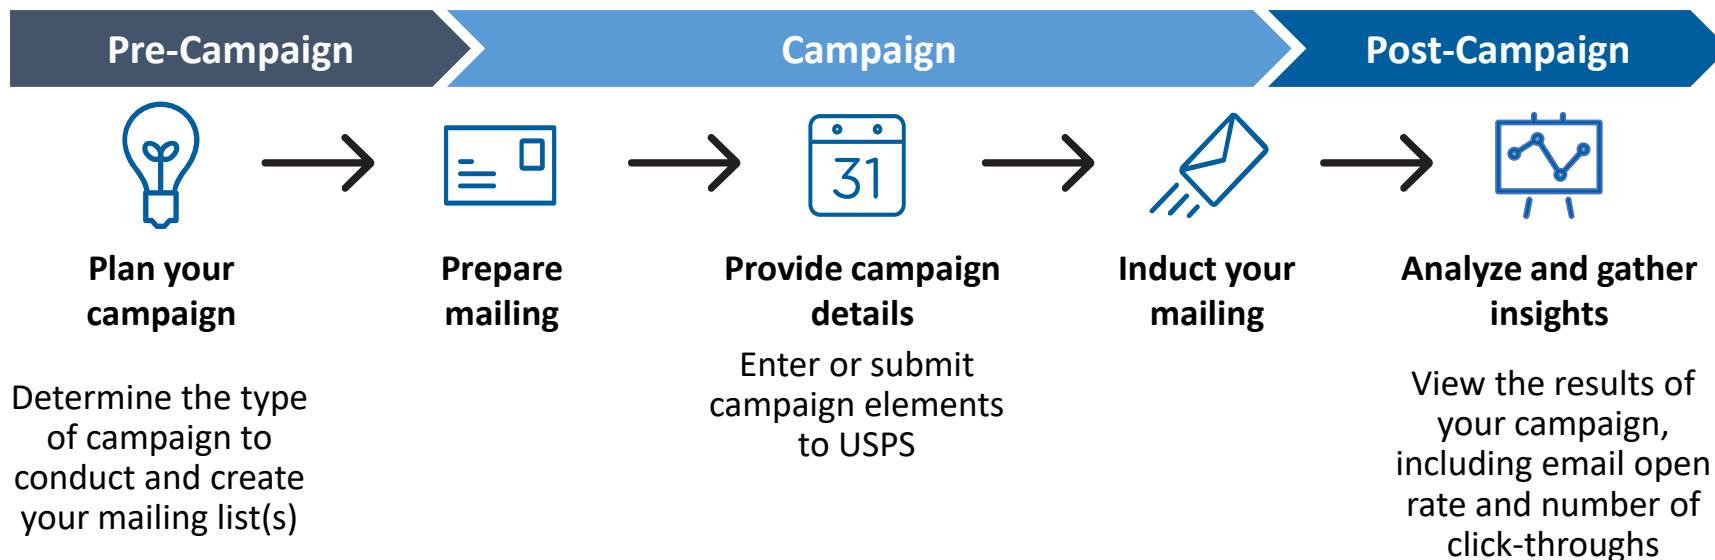 Pre-Campaign
Campaign
Post-Campaign
31
Plan your
campaign
Determine the type
of campaign to
conduct and create
your mailing list(s)
Prepare
mailing
Provide campaign
details
Enter or submit
campaign elements
to USPS
Induct your
mailing
Analyze and gather
insights
View the results of
your campaign,
including email open
rate and number of
click-throughs